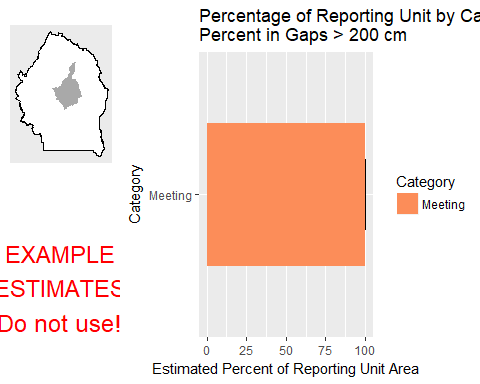 Percentage of Reporting Unit by Ca
Percent in Gaps > 200 cm
Category
Meeting
Category
Meeting
0 25 50 75 100
Estimated Percent of Reporting Unit Area
EXAMPLE
ESTIMATES
Do not use!